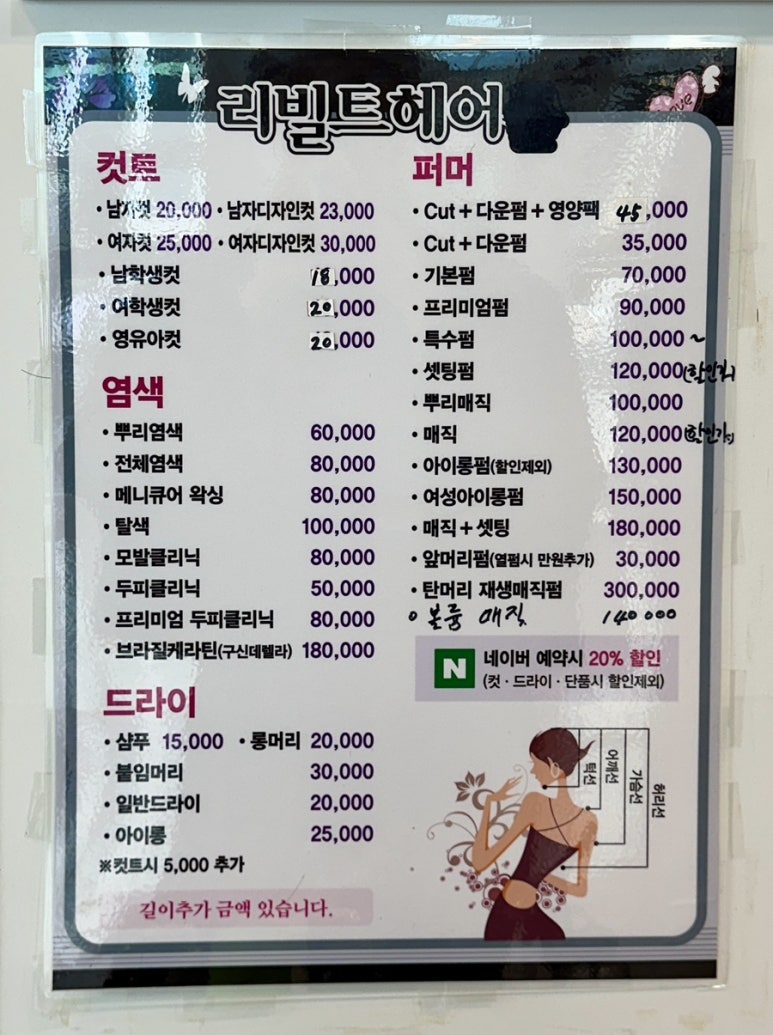 리빌트헤어
컷트
• 남자컷 20,000 • 남자디자인컷 23,000
• 여자컷 25,000 • 여자디자인컷 30,000
• 남학생컷 18,000
• 여학생컷 20,000
• 영유아컷 20,000
염색
• 뿌리염색 60,000
• 전체염색 80,000
• 메니큐어 왁싱 80,000
• 탈색 100,000
• 모발클리닉 80,000
• 두피클리닉 50,000
• 프리미엄 두피클리닉 80,000
• 브라질케라틴(구신데렐라) 180,000
드라이
• 샴푸 15,000 • 롱머리 20,000
• 붙임머리 30,000
• 일반드라이 20,000
• 아이롱 25,000
※컷트시 5,000 추가
길이추가 금액 있습니다.
퍼머
• Cut + 다운펌 + 영양팩 45,000
• Cut + 다운펌 35,000
• 기본펌 70,000
• 프리미엄펌 90,000
• 특수펌 100,000 ~
• 셋팅펌 120,000(할인가)
• 뿌리매직 100,000
• 매직 120,000(할인가)
• 아이롱펌(할인제외) 130,000
• 여성아이롱펌 150,000
• 매직 + 셋팅 180,000
• 앞머리펌(열펌시 만원추가) 30,000
• 탄머리 재생매직펌 300,000
• 볼륨 매직 140000
N 네이버 예약시 20% 할인
(컷 · 드라이 · 단품시 할인제외)
턱선
어깨선
가슴선
허리선